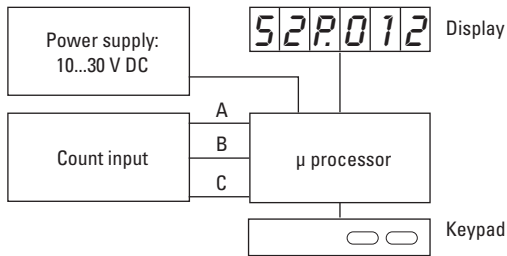 Power supply:
10...30 V DC
52P.012
Display
A
B
C
Count input
µ processor
Keypad